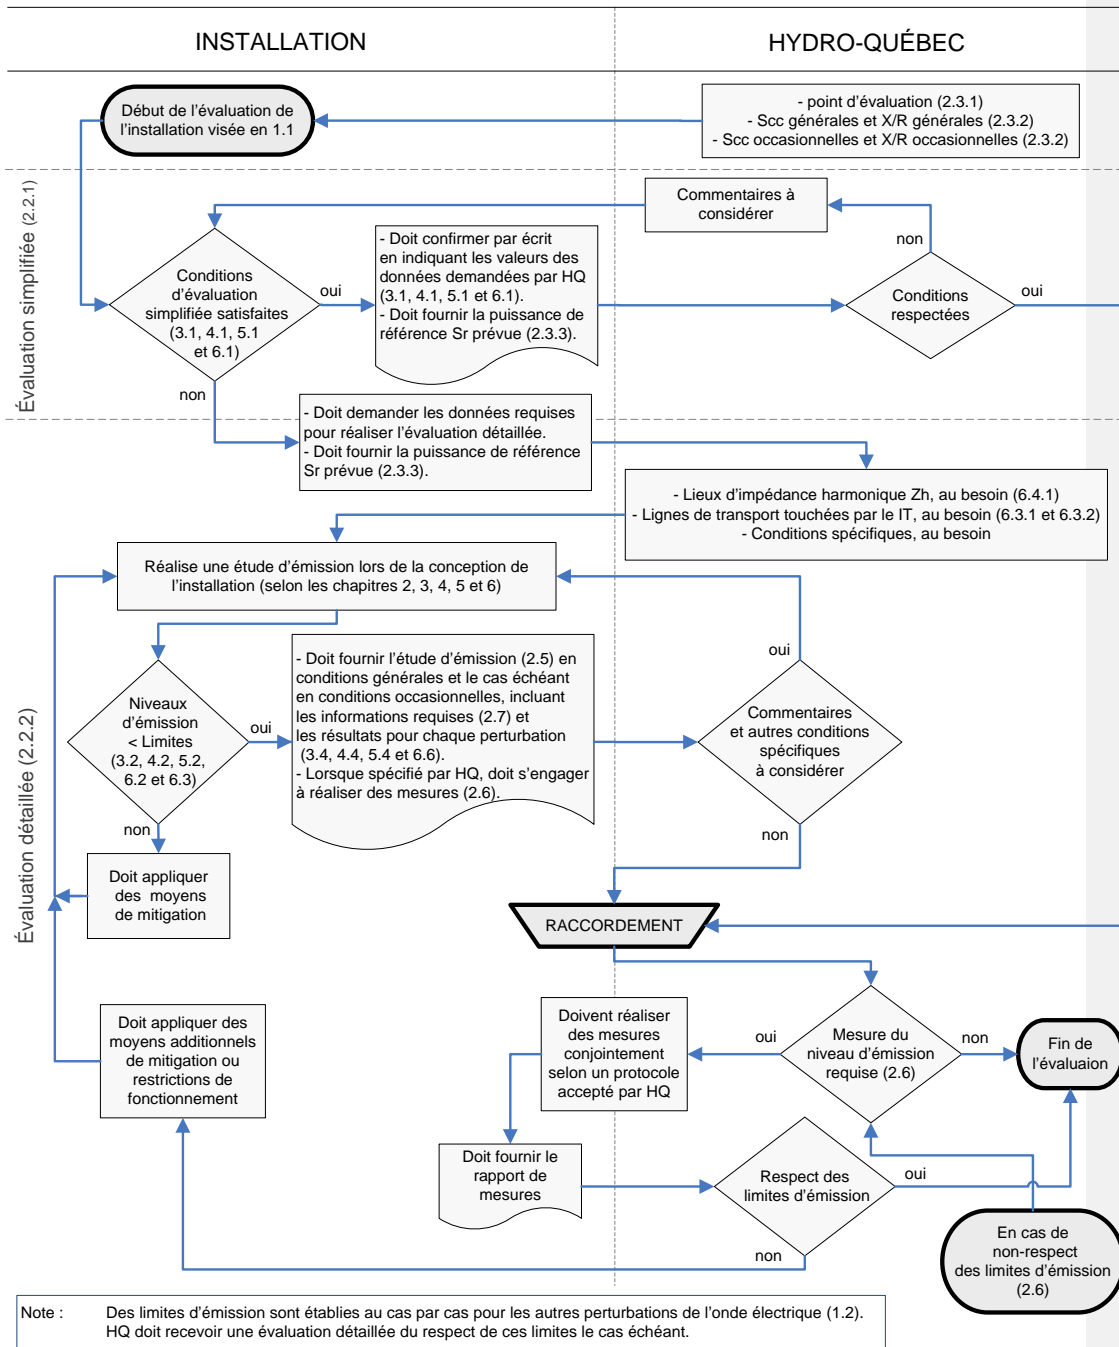 INSTALLATION
HYDRO-QUÉBEC
Début de l'évaluation de
l'installation visée en 1.1
- point d'évaluation (2.3.1)
- Scc générales et X/R générales (2.3.2)
- Scc occasionnelles et X/R occasionnelles (2.3.2)
Évaluation simplifiée (2.2.1)
Commentaires à
considérer
non
Conditions
d'évaluation
simplifiée satisfaites
(3.1, 4.1, 5.1
et 6.1)
oui
- Doit confirmer par écrit
en indiquant les valeurs des
données demandées par HQ
(3.1, 4.1, 5.1 et 6.1).
- Doit fournir la puissance de
référence Sr prévue (2.3.3).
Conditions
respectées
oui
non
- Doit demander les données requises
pour réaliser l'évaluation détaillée.
- Doit fournir la puissance de référence
Sr prévue (2.3.3).
- Lieux d'impédance harmonique Zh, au besoin (6.4.1)
- Lignes de transport touchées par le IT, au besoin (6.3.1 et 6.3.2)
- Conditions spécifiques, au besoin
Évaluation détaillée (2.2.2)
Réalise une étude d'émission lors de la conception de
l'installation (selon les chapitres 2, 3, 4, 5 et 6)
oui
Niveaux
d'émission
< Limites
(3.2, 4.2, 5.2,
6.2 et 6.3)
oui
- Doit fournir l'étude d'émission (2.5) en
conditions générales et le cas échéant
en conditions occasionnelles, incluant
les informations requises (2.7) et
les résultats pour chaque perturbation
(3.4, 4.4, 5.4 et 6.6).
- Lorsque spécifié par HQ, doit s'engager
à réaliser des mesures (2.6).
Commentaires
et autres conditions
spécifiques
à considérer
non
non
Doit appliquer
des moyens
de mitigation
RACCORDEMENT
Doit appliquer des
moyens additionnels
de mitigation ou
restrictions de
fonctionnement
Doivent réaliser
des mesures
conjointement
selon un protocole
accepté par HQ
oui
Mesure du
niveau d'émission
requise (2.6)
non
Fin de
l'évaluaion
Doit fournir le
rapport de
mesures
Respect des
limites d'émission
oui
non
En cas de
non-respect
des limites d'émission
(2.6)
Note : Des limites d'émission sont établies au cas par cas pour les autres perturbations de l'onde électrique (1.2).
HQ doit recevoir une évaluation détaillée du respect de ces limites le cas échéant.